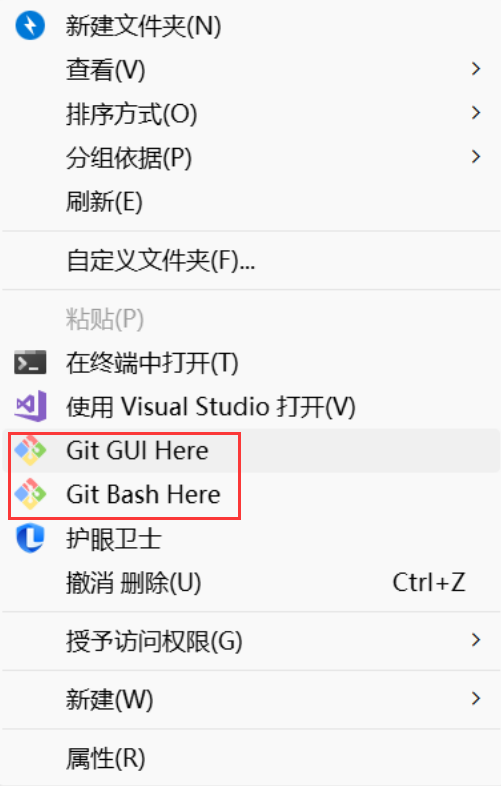 新建文件夹(N)
查看(V)
排序方式(O)
分组依据(P)
刷新(E)
自定义文件夹(F)...
粘贴(P)
在终端中打开(T)
使用 Visual Studio 打开(V)
Git GUI Here
Git Bash Here
护眼卫士
撤消 删除(U) Ctrl+Z
授予访问权限(G)
新建(W)
属性(R)